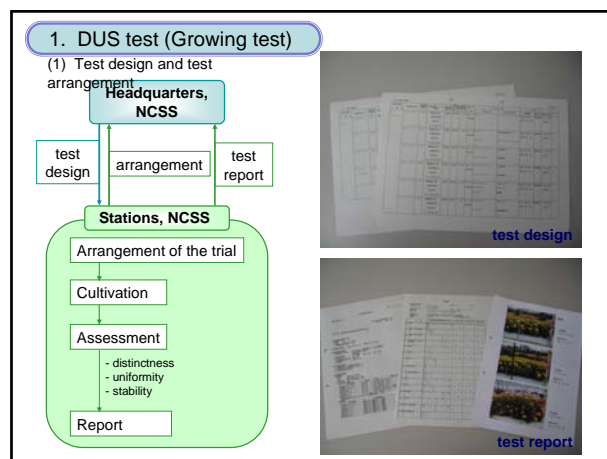 1. DUS test (Growing test)
(1) Test design and test
arrangement
Headquarters,
NCSS
test
design
arrangement
test
report
Stations, NCSS
Arrangement of the trial
Cultivation
Assessment
- distinctness
- uniformity
- stability
Report
test design
test report